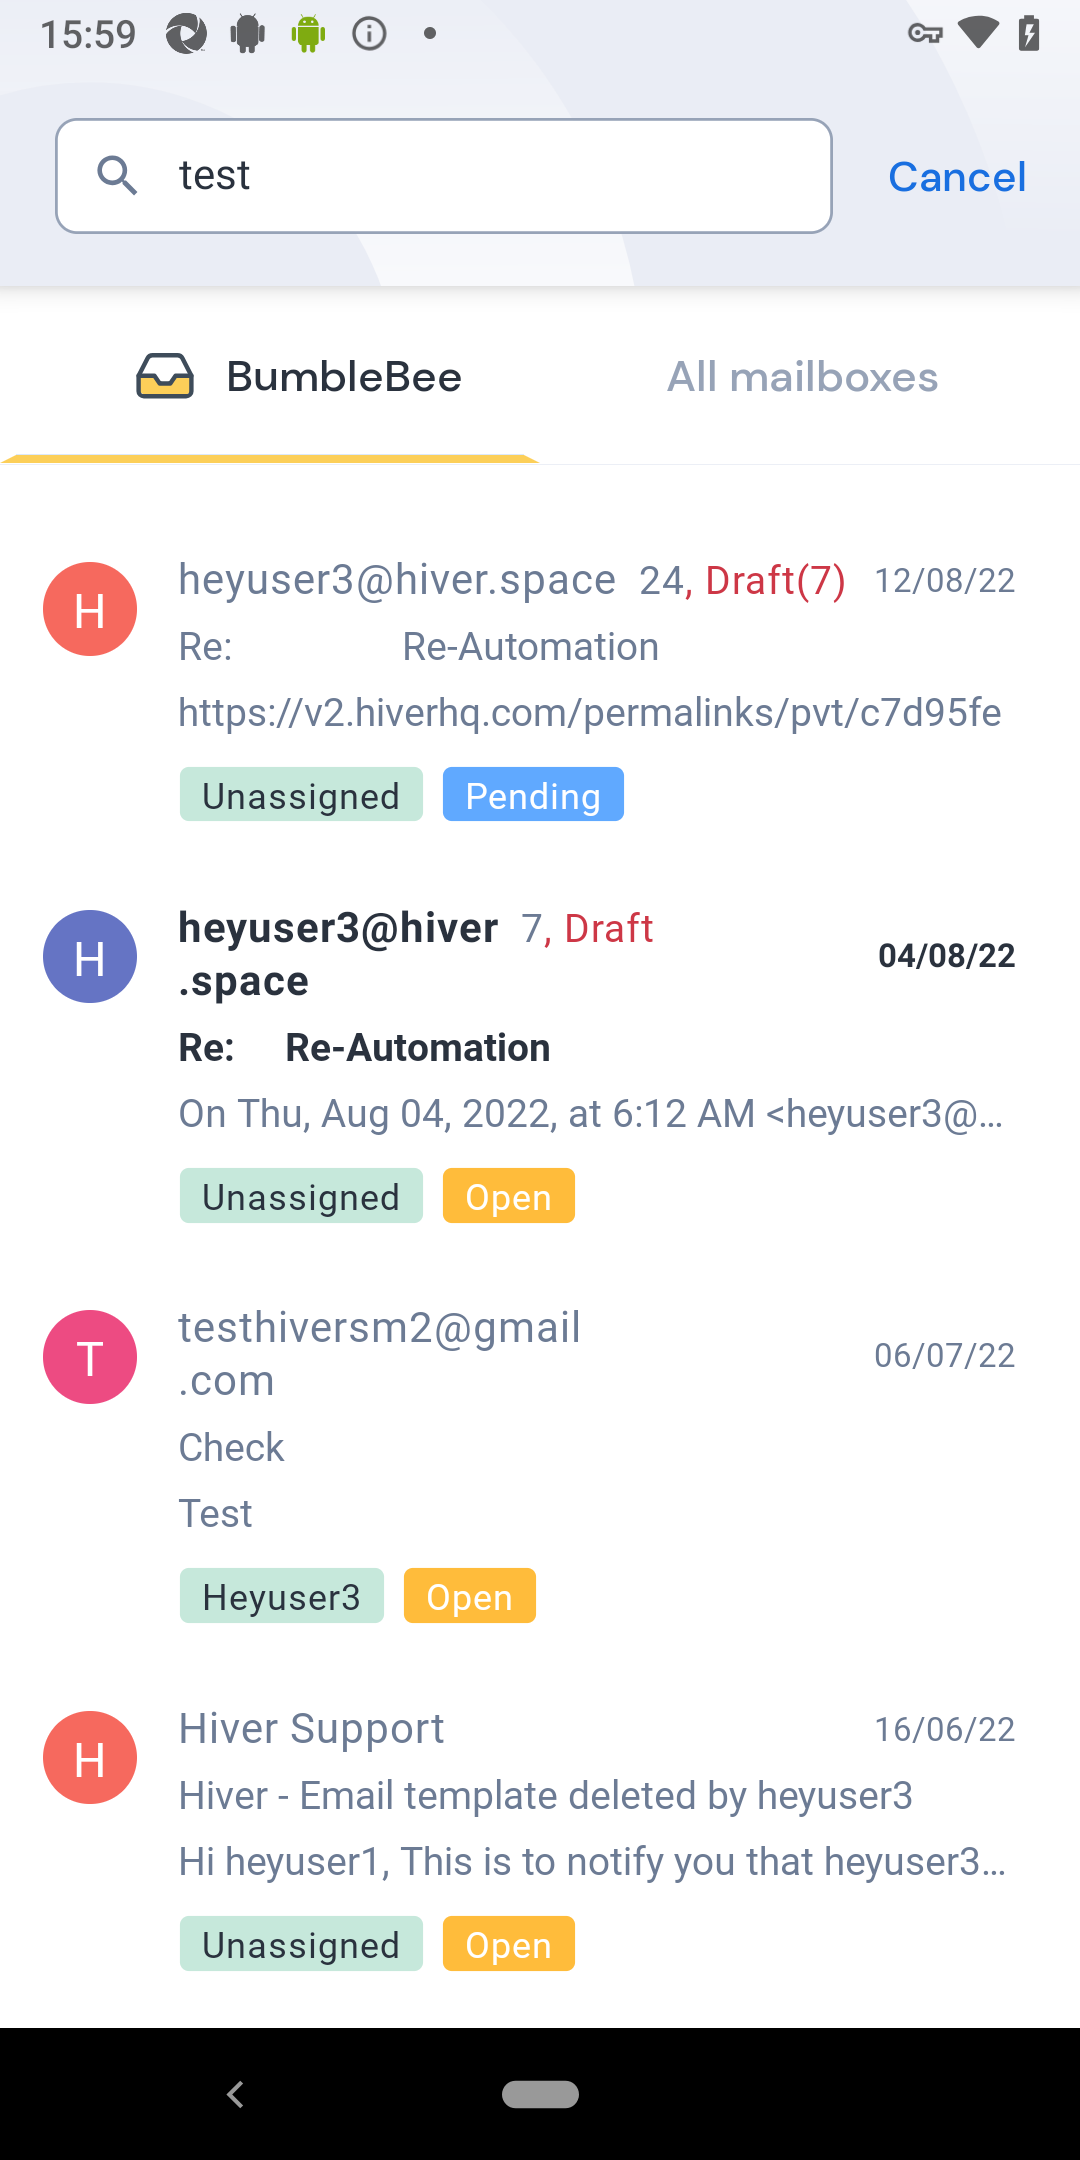 15:59
test
Cancel
BumbleBee
All mailboxes
H
heyuser3@hiver.space 24, Draft(7) 12/08/22
Re: Re-Automation
https://v2.hiverhq.com/permalinks/pvt/c7d95fe
Unassigned Pending
H
heyuser3@hiver 7, Draft
.space
04/08/22
Re: Re-Automation
On Thu, Aug 04, 2022, at 6:12 AM <heyuser3@...
Unassigned Open
T
testhiversm2@gmail
.com
06/07/22
Check
Test
Heyuser3 Open
H
Hiver Support 16/06/22
Hiver - Email template deleted by heyuser3
Hi heyuser1, This is to notify you that heyuser3...
Unassigned Open